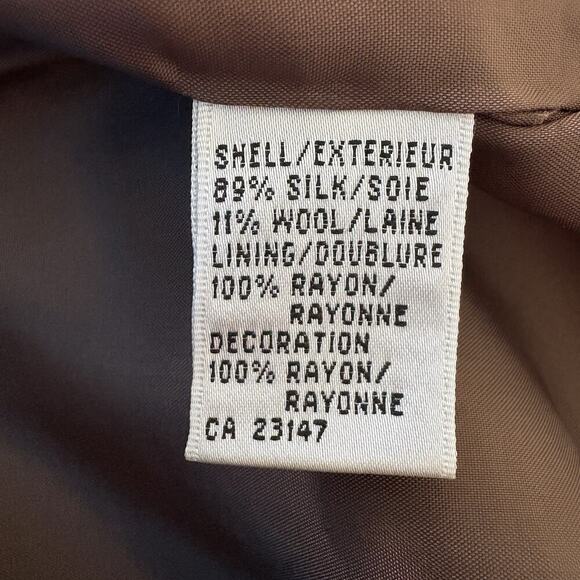 SHELL/EXTERIEUR
89% SILK/SOIE
11% WOOL/LAINE
LINING/DOUBLURE
100% RAYON/
RAYONNE
DECORATION
100% RAYON/
RAYONNE
CA 23147